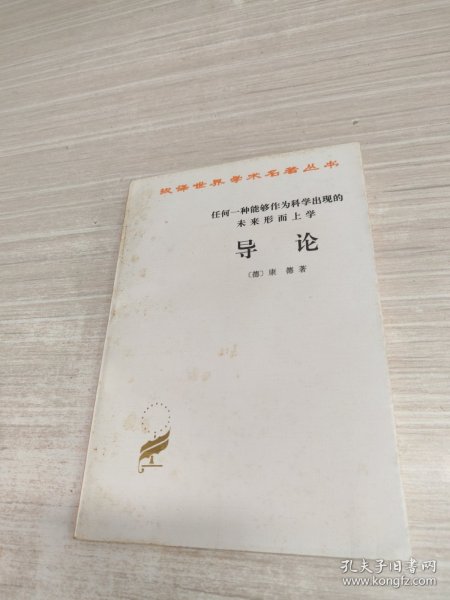 汉译世界学术名著丛书
任何一种能够作为科学出现的
未来形而上学
导论
〔德〕康德著
孔夫子旧书网
www.kongfz.com